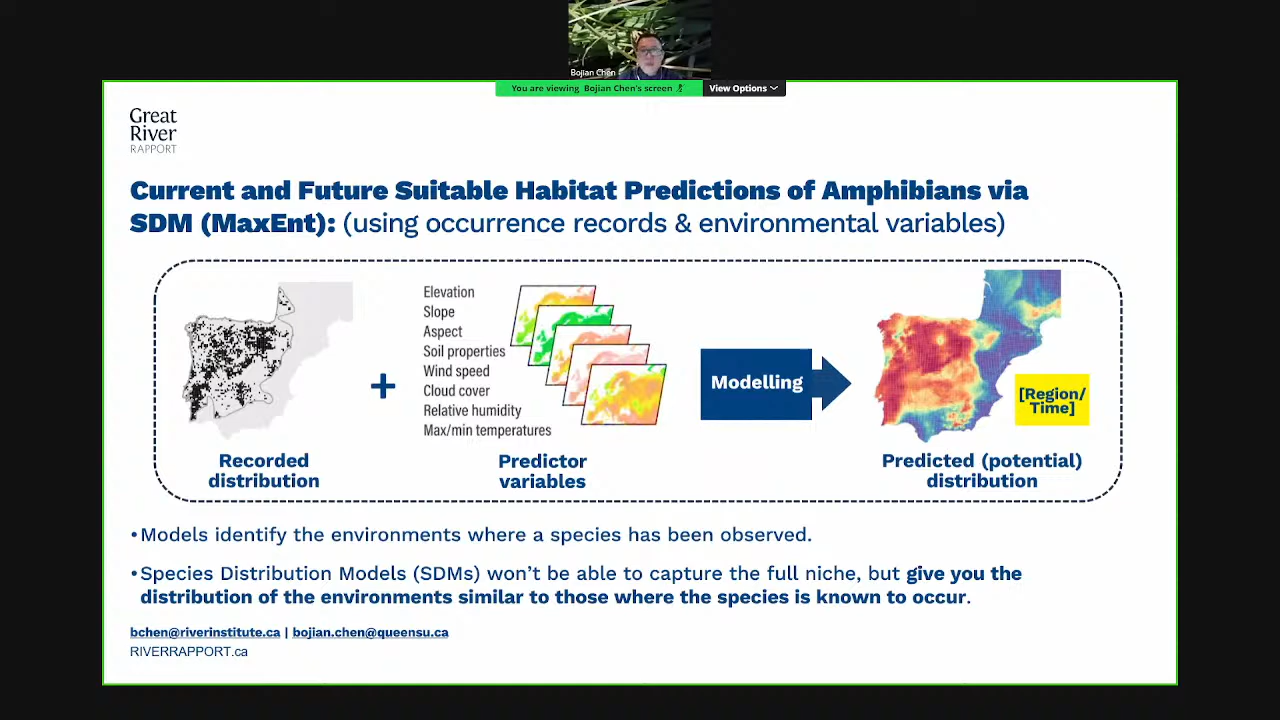 Bojian Chen
You are viewing Bojian Chen's screen
View Options
Great
River
RAPPORT
Current and Future Suitable Habitat Predictions of Amphibians via
SDM (MaxEnt): (using occurrence records & environmental variables)
Elevation
Slope
Aspect
Soil properties
Wind speed
Cloud cover
Relative humidity
Max/min temperatures
+
Modelling
[Region/
Time]
Recorded
distribution
Predictor
variables
Predicted (potential)
distribution
•Models identify the environments where a species has been observed.
•Species Distribution Models (SDMs) won't be able to capture the full niche, but give you the
distribution of the environments similar to those where the species is known to occur.
bchen@riverinstitute.ca | bojian.chen@queensu.ca
RIVERRAPPORT.ca